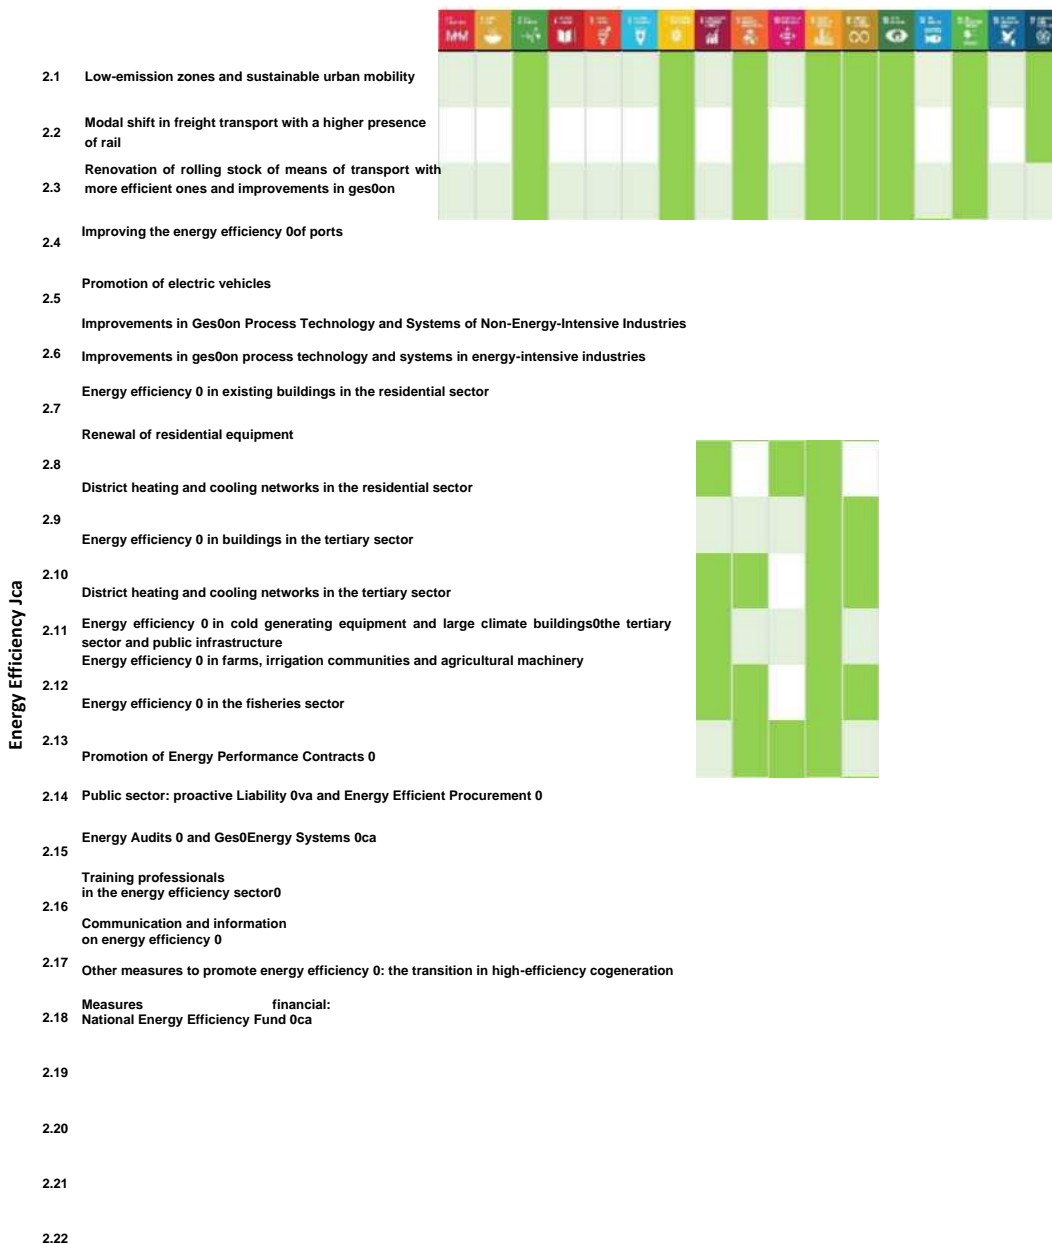 2.1 Low-emission zones and sustainable urban mobility
2.2 Modal shift in freight transport with a higher presence
of rail
Renovation of rolling stock of means of transport with
2.3 more efficient ones and improvements in ges0on
Improving the energy efficiency 0of ports
2.4
Promotion of electric vehicles
2.5
Improvements in Ges0on Process Technology and Systems of Non-Energy-Intensive Industries
2.6 Improvements in ges0on process technology and systems in energy-intensive industries
Energy efficiency 0 in existing buildings in the residential sector
2.7
Renewal of residential equipment
2.8
District heating and cooling networks in the residential sector
2.9
Energy efficiency 0 in buildings in the tertiary sector
2.10
District heating and cooling networks in the tertiary sector
Energy Efficiency Jca
2.11 Energy efficiency 0 in cold generating equipment and large climate buildings0the tertiary
sector and public infrastructure
Energy efficiency 0 in farms, irrigation communities and agricultural machinery
2.12
Energy efficiency 0 in the fisheries sector
2.13
Promotion of Energy Performance Contracts 0
2.14 Public sector: proactive Liability 0va and Energy Efficient Procurement 0
Energy Audits 0 and Ges0Energy Systems 0ca
2.15
Training professionals
in the energy efficiency sector0
2.16
Communication and information
on energy efficiency 0
2.17 Other measures to promote energy efficiency 0: the transition in high-efficiency cogeneration
Measures financial:
2.18 National Energy Efficiency Fund 0ca
2.19
2.20
2.21
2.22